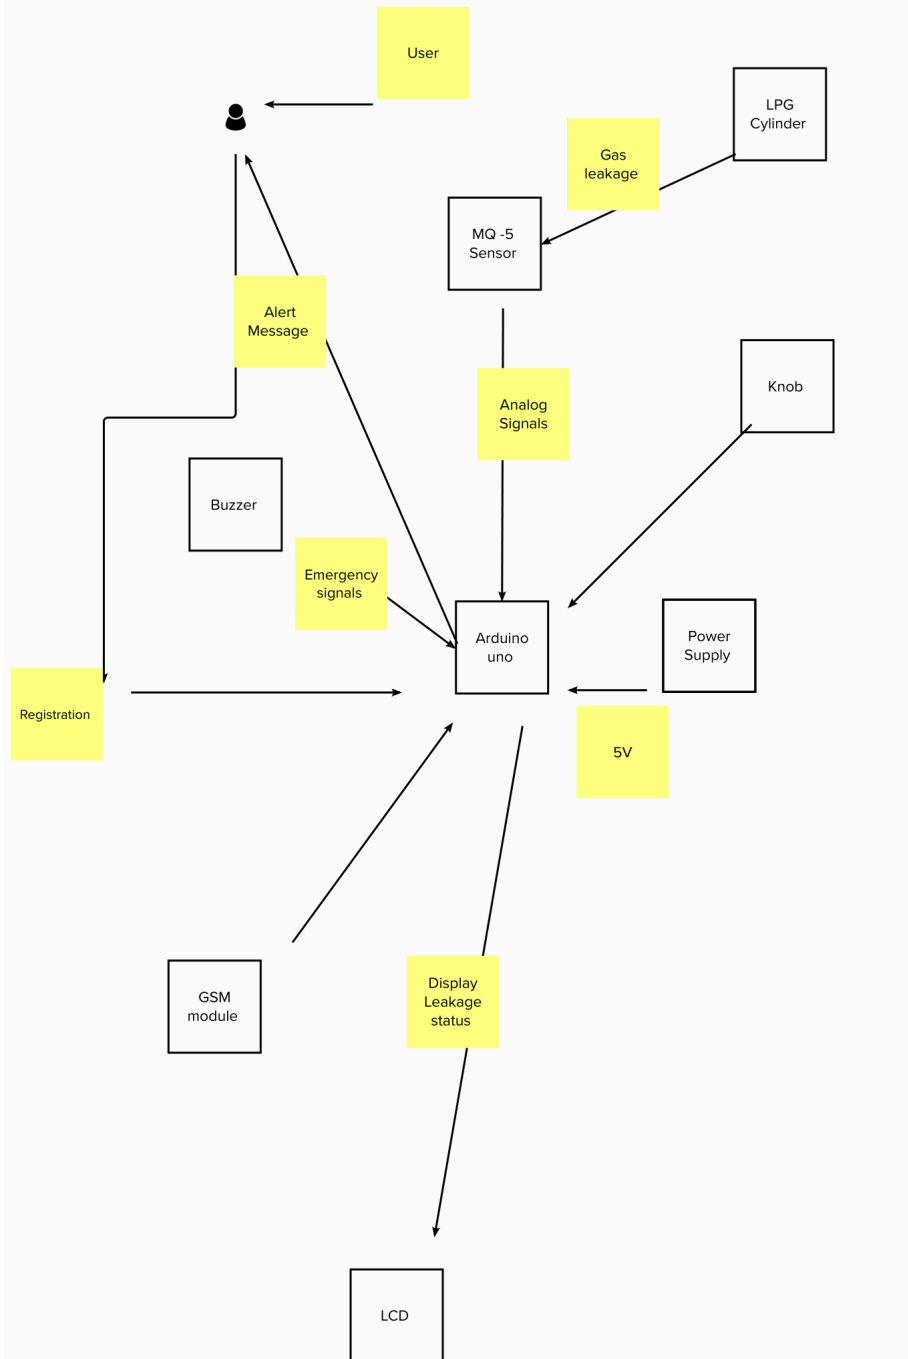 User
LPG
Cylinder
Gas
leakage
MQ -5
Sensor
Alert
Message
Knob
Analog
Signals
Buzzer
Emergency
signals
Arduino
uno
Power
Supply
Registration
5V
GSM
module
Display
Leakage
status
LCD